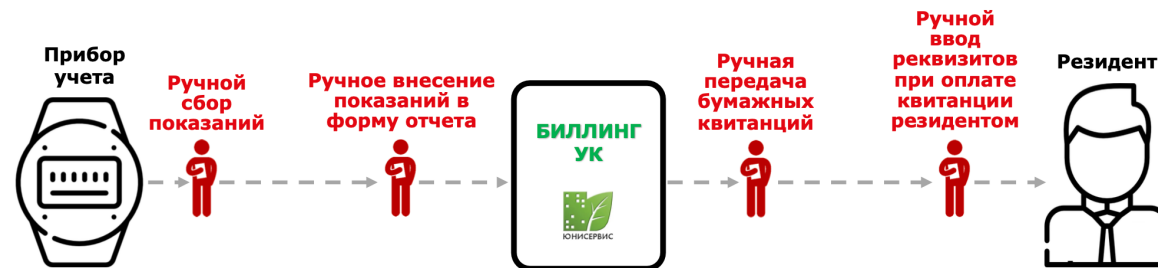 Прибор
учета
Ручной
сбор
показаний
Ручное внесение
показаний в
форму отчета
БИЛЛИНГ
УК
ЮНИСЕРВИС
Ручная
передача
бумажных
квитанций
Ручной
ввод
реквизитов
при оплате
квитанции
резидентом
Резидент